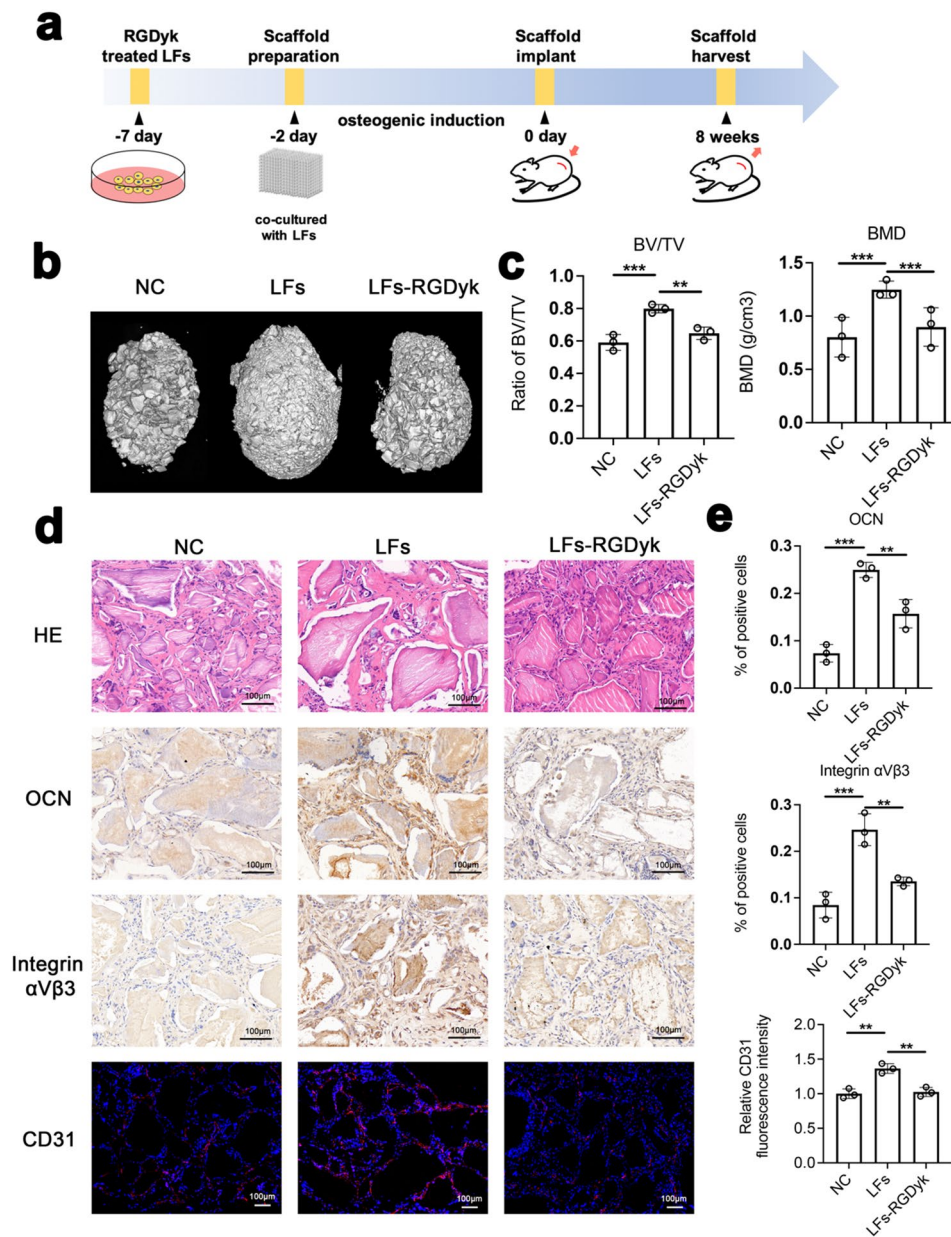 a
RGDyk
treated LFs
Scaffold
preparation
Scaffold
implant
Scaffold
harvest
osteogenic induction
-7 day
-2 day
0 day
8 weeks
co-cultured
with LFs
b
NC
LFs
LFs-RGDyk
c
BV/TV
Ratio of BV/TV
1.0
0.8
0.6
0.4
0.2
0.0
***
**
NC
LFs
LFs-RGDyk
BMD
BMD (g/cm3)
1.5
1.0
0.5
0.0
***
***
NC
LFs
LFs-RGDyk
d
NC
LFs
LFs-RGDyk
HE
100μm
100μm
100μm
OCN
100μm
100μm
100μm
Integrin
αVβ3
100μm
100μm
100μm
CD31
100μm
100μm
100μm
e
OCN
% of positive cells
0.3
0.2
0.1
0.0
***
**
NC
LFs
LFs-RGDyk
Integrin αVβ3
% of positive cells
0.3
0.2
0.1
0.0
***
**
NC
LFs
LFs-RGDyk
Relative CD31
fluorescence intensity
2.0
1.5
1.0
0.5
0.0
**
**
NC
LFs
LFs-RGDyk